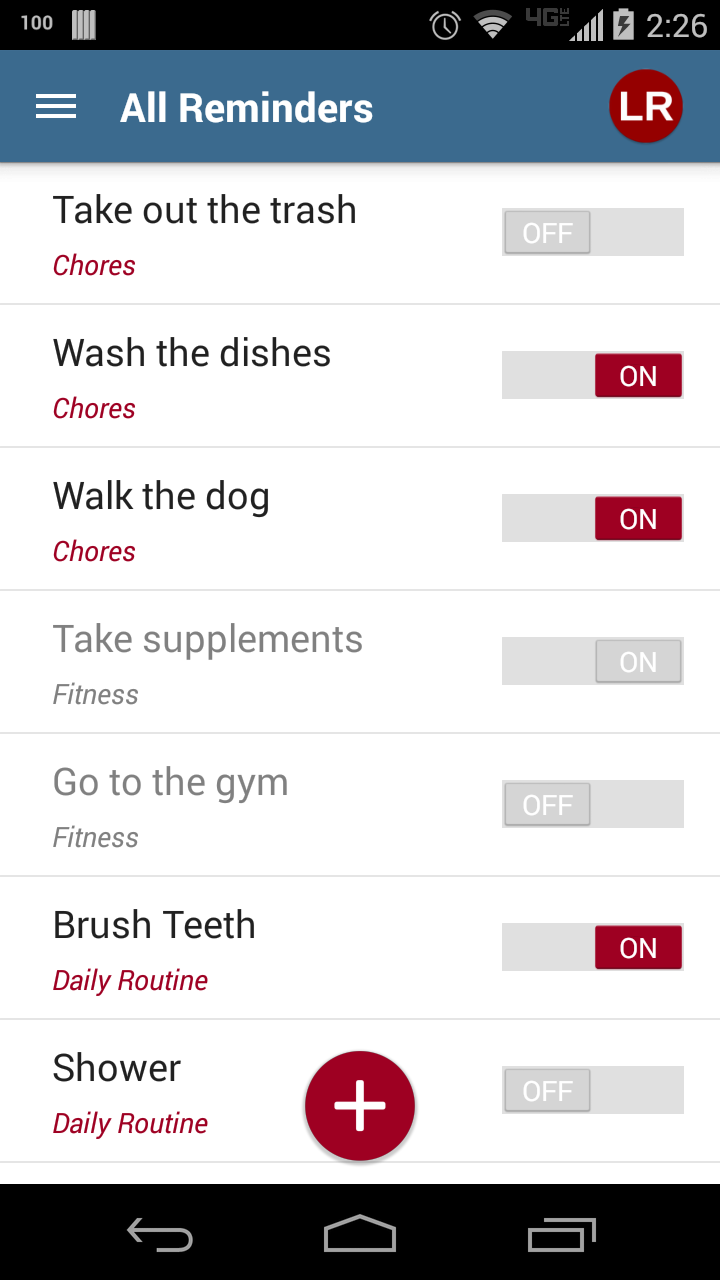 100 4G LTE 2:26
All Reminders LR
Take out the trash OFF
Chores
Wash the dishes ON
Chores
Walk the dog ON
Chores
Take supplements ON
Fitness
Go to the gym OFF
Fitness
Brush Teeth ON
Daily Routine
Shower OFF
Daily Routine